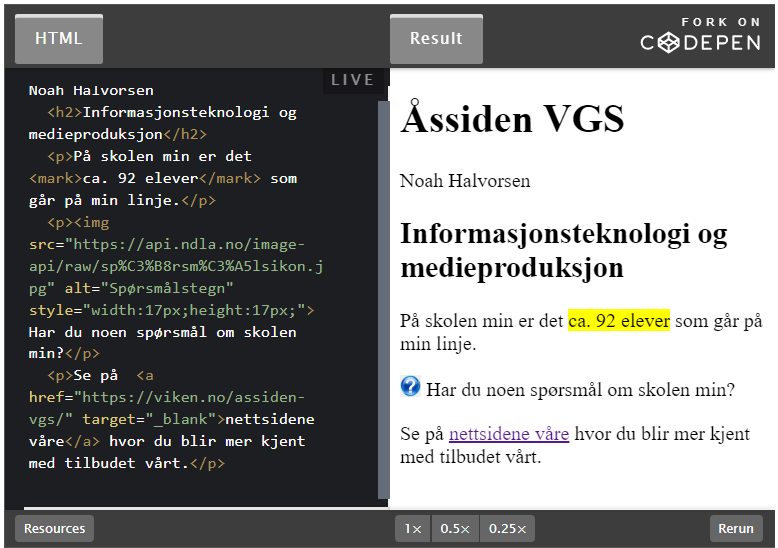 HTML
Result
FORK ON
CODEPEN
LIVE
Noah Halvorsen
<h2>Informasjonsteknologi og
medieproduksjon</h2>
<p>På skolen min er det
<mark>ca. 92 elever</mark> som
går på min linje.</p>
<p><img
src="https://api.ndla.no/image-
api/raw/sp%C3%B8rsm%C3%A5lsikon.j
pg" alt="Spørsmålstegn"
style="width:17px;height:17px;">
Har du noen spørsmål om skolen
min?</p>
<p>Se på  <a
href="https://viken.no/assiden-
vgs/" target="_blank">nettsidene
våre</a> hvor du blir mer kjent
med tilbudet vårt.</p>
Åssiden VGS
Noah Halvorsen
Informasjonsteknologi og
medieproduksjon
På skolen min er det ca. 92 elever som går på
min linje.
? Har du noen spørsmål om skolen min?
Se på nettsidene våre hvor du blir mer kjent
med tilbudet vårt.
Resources
1× 0.5× 0.25×
Rerun